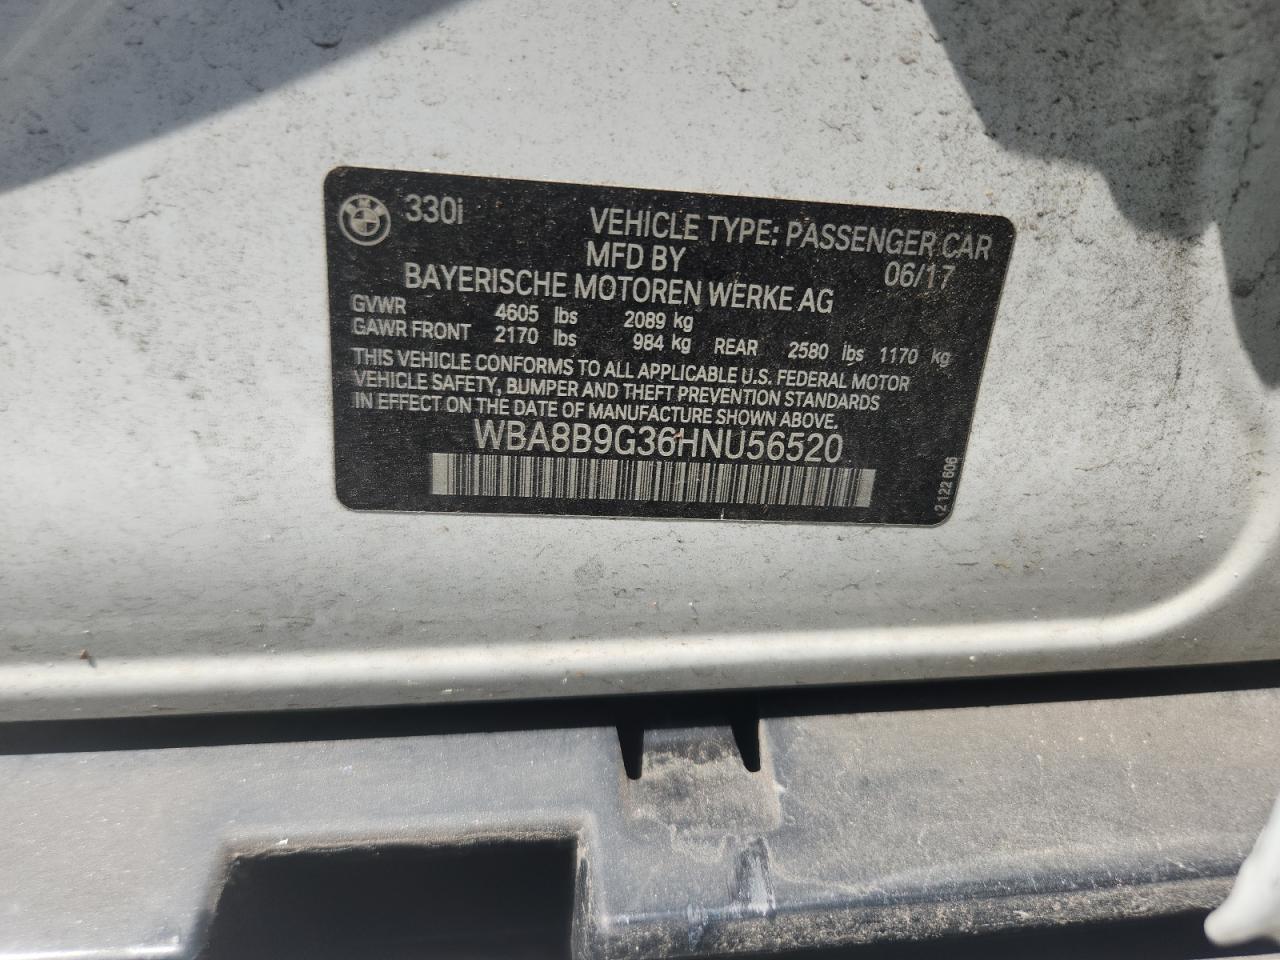 330i
VEHICLE TYPE: PASSENGER CAR
MFD BY
06/17
BAYERISCHE MOTOREN WERKE AG
GVWR 4605 lbs 2089 kg
GAWR FRONT 2170 lbs 984 kg REAR 2580 lbs 1170 kg
THIS VEHICLE CONFORMS TO ALL APPLICABLE U.S. FEDERAL MOTOR
VEHICLE SAFETY, BUMPER AND THEFT PREVENTION STANDARDS
IN EFFECT ON THE DATE OF MANUFACTURE SHOWN ABOVE.
WBA8B9G36HNU56520
2 122 606